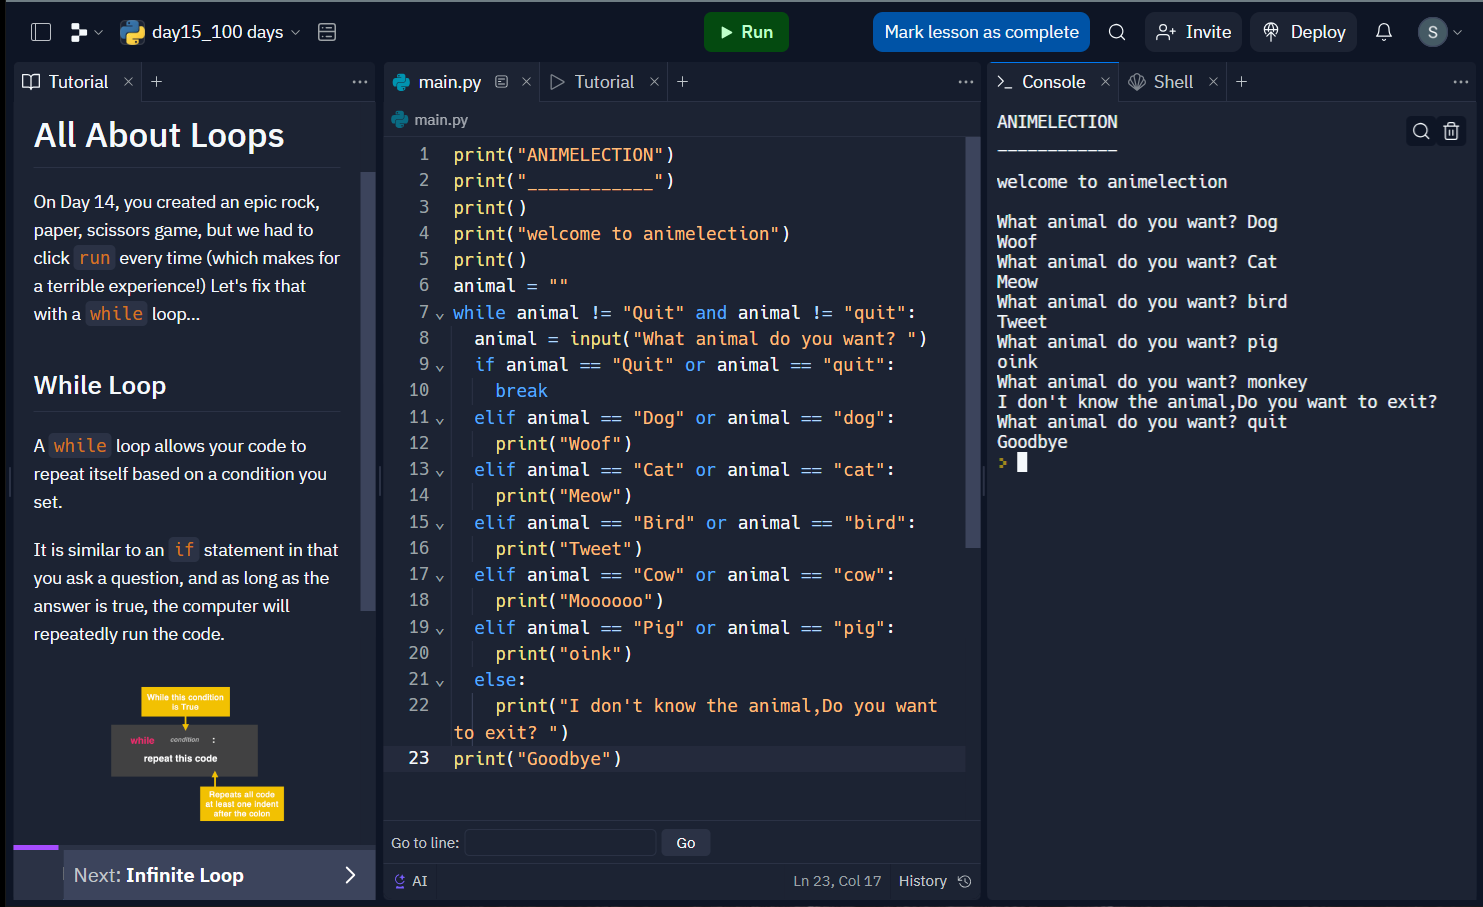 day15_100 days
Run
Mark lesson as complete
Invite
Deploy
S
Tutorial
main.py
Tutorial
Console
Shell
All About Loops
On Day 14, you created an epic rock,
paper, scissors game, but we had to
click run every time (which makes for
a terrible experience!) Let's fix that
with a while loop...
While Loop
A while loop allows your code to
repeat itself based on a condition you
set.
It is similar to an if statement in that
you ask a question, and as long as the
answer is true, the computer will
repeatedly run the code.
While this condition
is True
while condition :
repeat this code
Repeats all code
at least one indent
after the colon
Next: Infinite Loop
main.py
1 print("ANIMELECTION")
2 print("____________")
3 print()
4 print("welcome to animelection")
5 print()
6 animal = ""
7 while animal != "Quit" and animal != "quit":
8 animal = input("What animal do you want? ")
9 if animal == "Quit" or animal == "quit":
10 break
11 elif animal == "Dog" or animal == "dog":
12 print("Woof")
13 elif animal == "Cat" or animal == "cat":
14 print("Meow")
15 elif animal == "Bird" or animal == "bird":
16 print("Tweet")
17 elif animal == "Cow" or animal == "cow":
18 print("Moooooo")
19 elif animal == "Pig" or animal == "pig":
20 print("oink")
21 else:
22 print("I don't know the animal,Do you want
to exit? ")
23 print("Goodbye")
Go to line:
Go
AI
Ln 23, Col 17
History
ANIMELECTION
____________
welcome to animelection
What animal do you want? Dog
Woof
What animal do you want? Cat
Meow
What animal do you want? bird
Tweet
What animal do you want? pig
oink
What animal do you want? monkey
I don't know the animal,Do you want to exit?
What animal do you want? quit
Goodbye